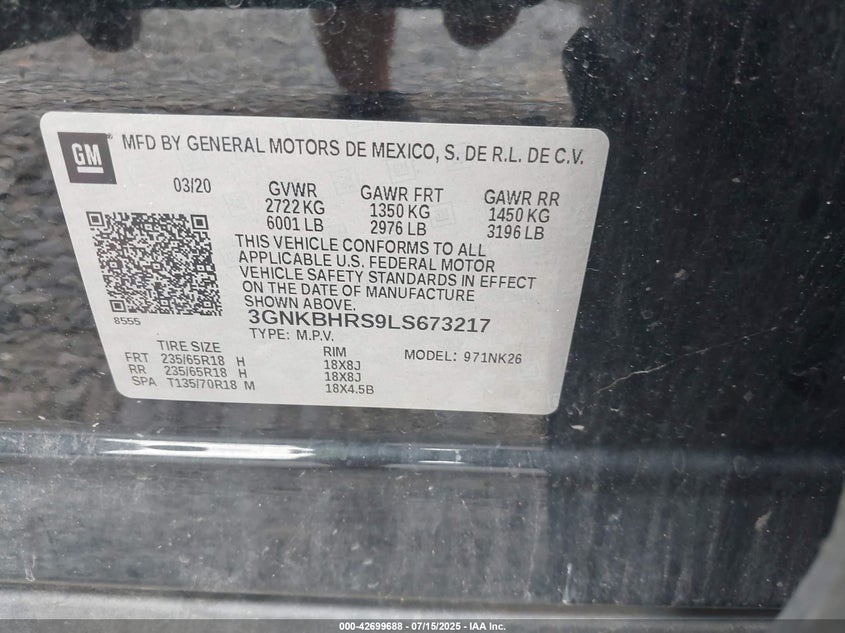 GM
MFD BY GENERAL MOTORS DE MEXICO, S. DE R.L. DE C.V.
03/20 GVWR GAWR FRT GAWR RR
2722 KG 1350 KG 1450 KG
6001 LB 2976 LB 3196 LB
THIS VEHICLE CONFORMS TO ALL
APPLICABLE U.S. FEDERAL MOTOR
VEHICLE SAFETY STANDARDS IN EFFECT
ON THE DATE OF MANUFACTURE
SHOWN ABOVE
8555
3GNKBHRS9LS673217
TYPE: M.P.V.
TIRE SIZE RIM MODEL: 971NK26
FRT 235/65R18 H 18X8J
RR 235/65R18 H 18X8J
SPA T135/70R18 M 18X4.5B
000-42699688 - 07/15/2025 - IAA Inc.